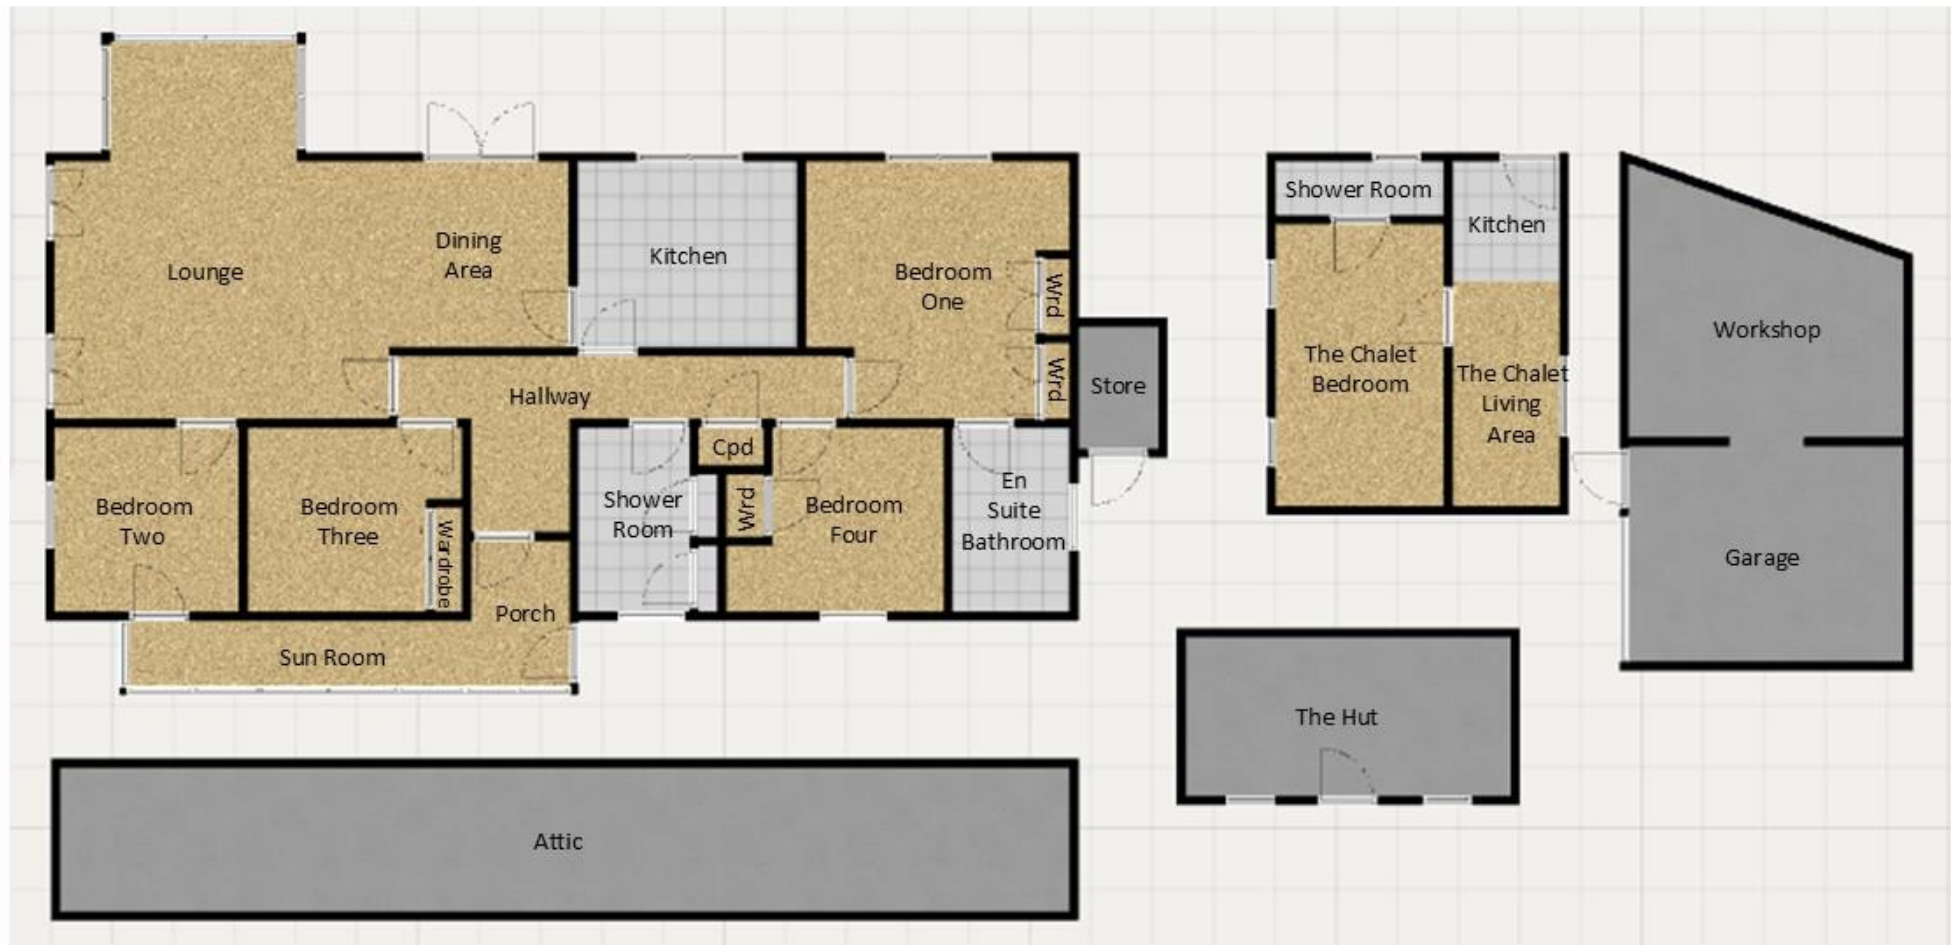 Lounge
Dining
Area
Kitchen
Bedroom
One
Wrd
Wrd
Store
Hallway
Bedroom
Two
Bedroom
Three
Wardrobe
Porch
Sun Room
Shower
Room
Cpd
Wrd
Bedroom
Four
En
Suite
Bathroom
Attic
Shower Room
Kitchen
The Chalet
Bedroom
The Chalet
Living
Area
Workshop
Garage
The Hut